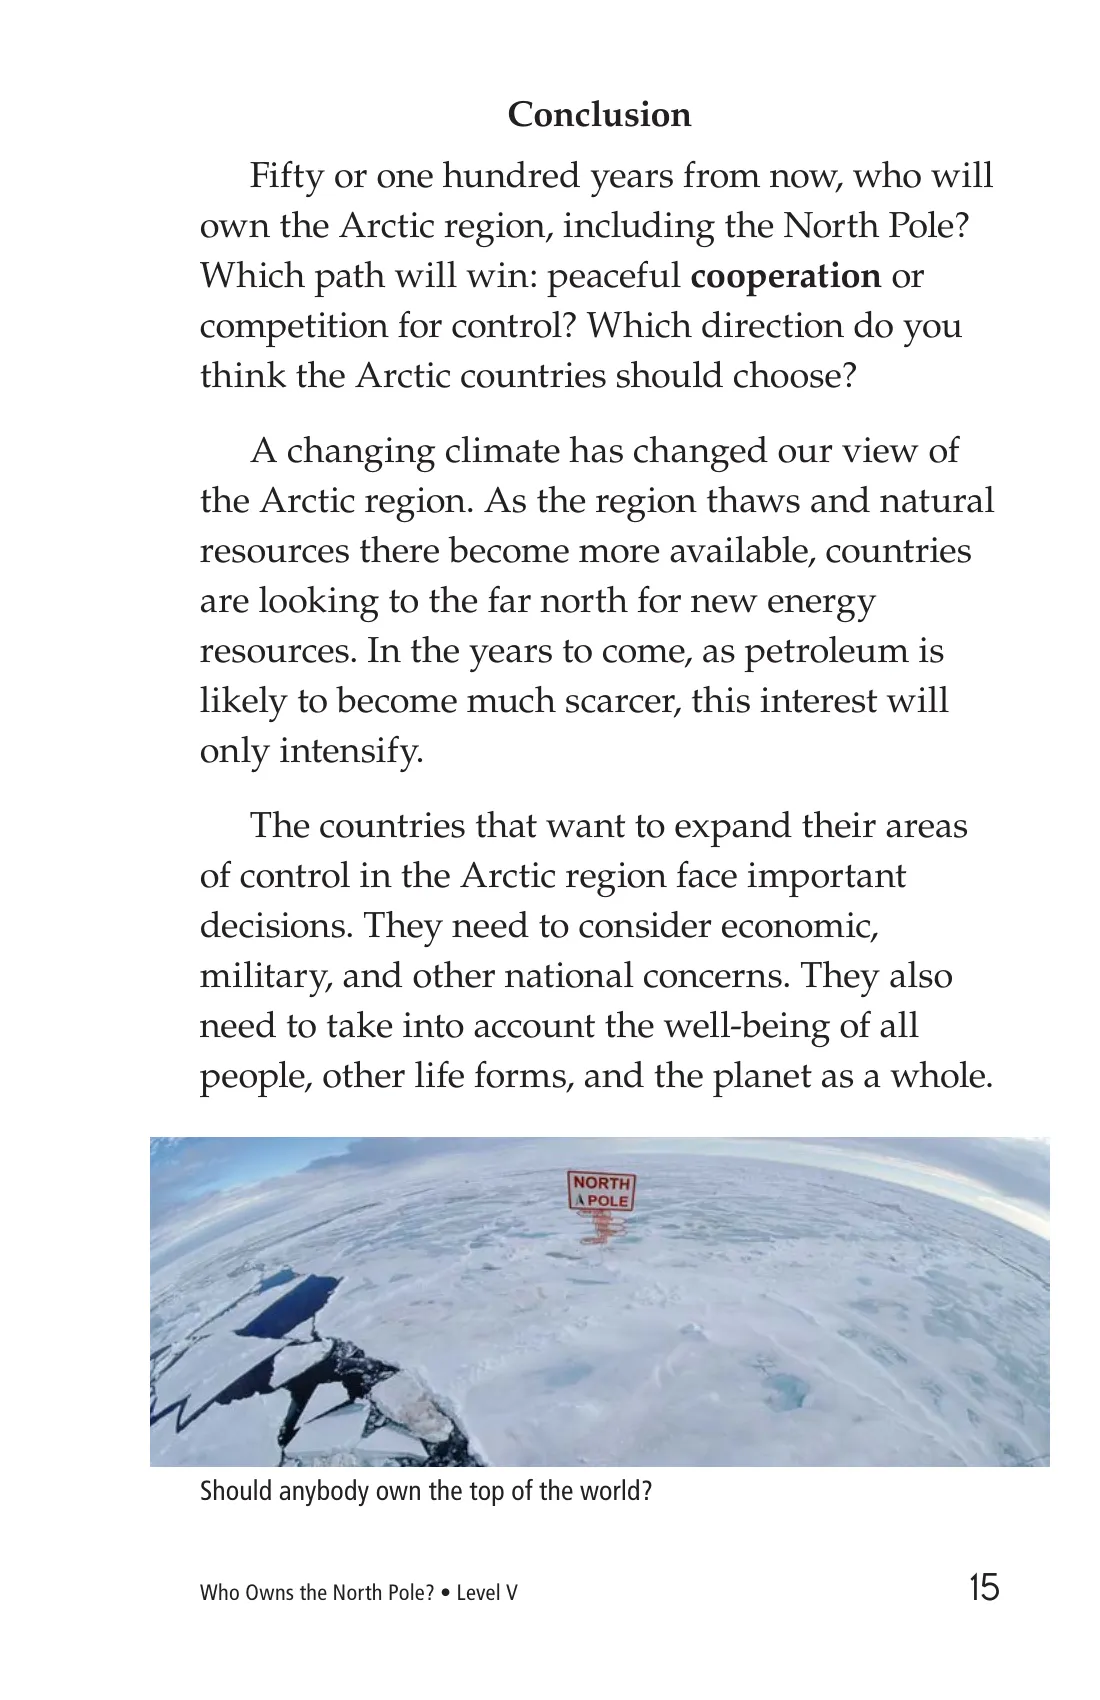 Conclusion
Fifty or one hundred years from now, who will
own the Arctic region, including the North Pole?
Which path will win: peaceful cooperation or
competition for control? Which direction do you
think the Arctic countries should choose?
A changing climate has changed our view of
the Arctic region. As the region thaws and natural
resources there become more available, countries
are looking to the far north for new energy
resources. In the years to come, as petroleum is
likely to become much scarcer, this interest will
only intensify.
The countries that want to expand their areas
of control in the Arctic region face important
decisions. They need to consider economic,
military, and other national concerns. They also
need to take into account the well-being of all
people, other life forms, and the planet as a whole.
NORTH
POLE
Should anybody own the top of the world?
Who Owns the North Pole? • Level V
15